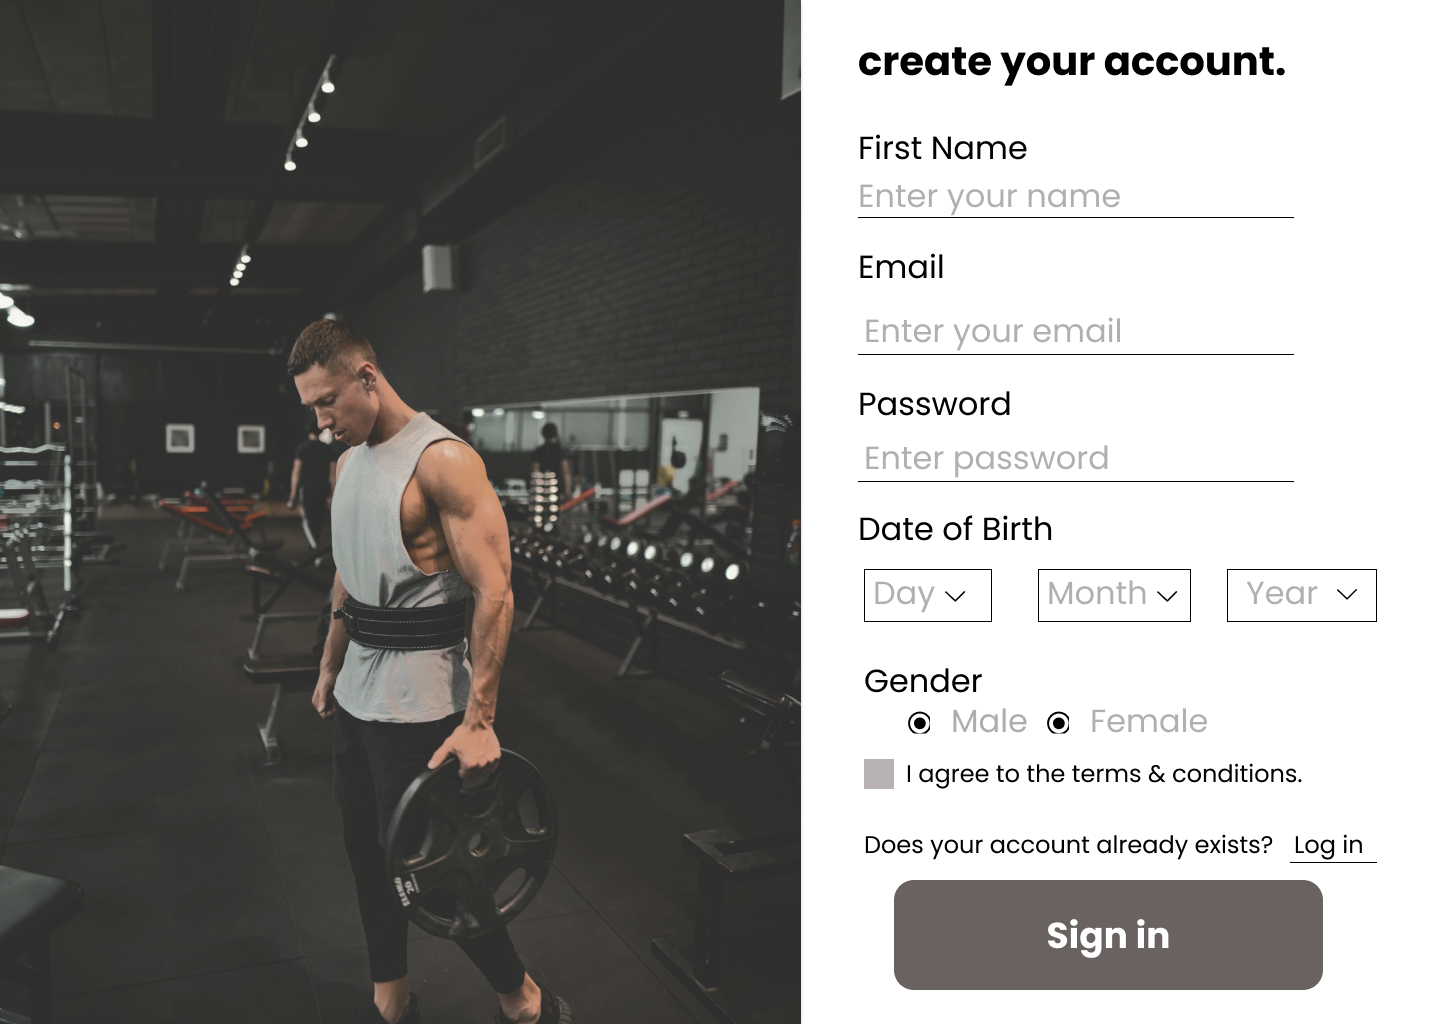 create your account.
First Name
Enter your name
Email
Enter your email
Password
Enter password
Date of Birth
Day Month Year
Gender
Male Female
I agree to the terms & conditions.
Does your account already exists? Log in
Sign in
20